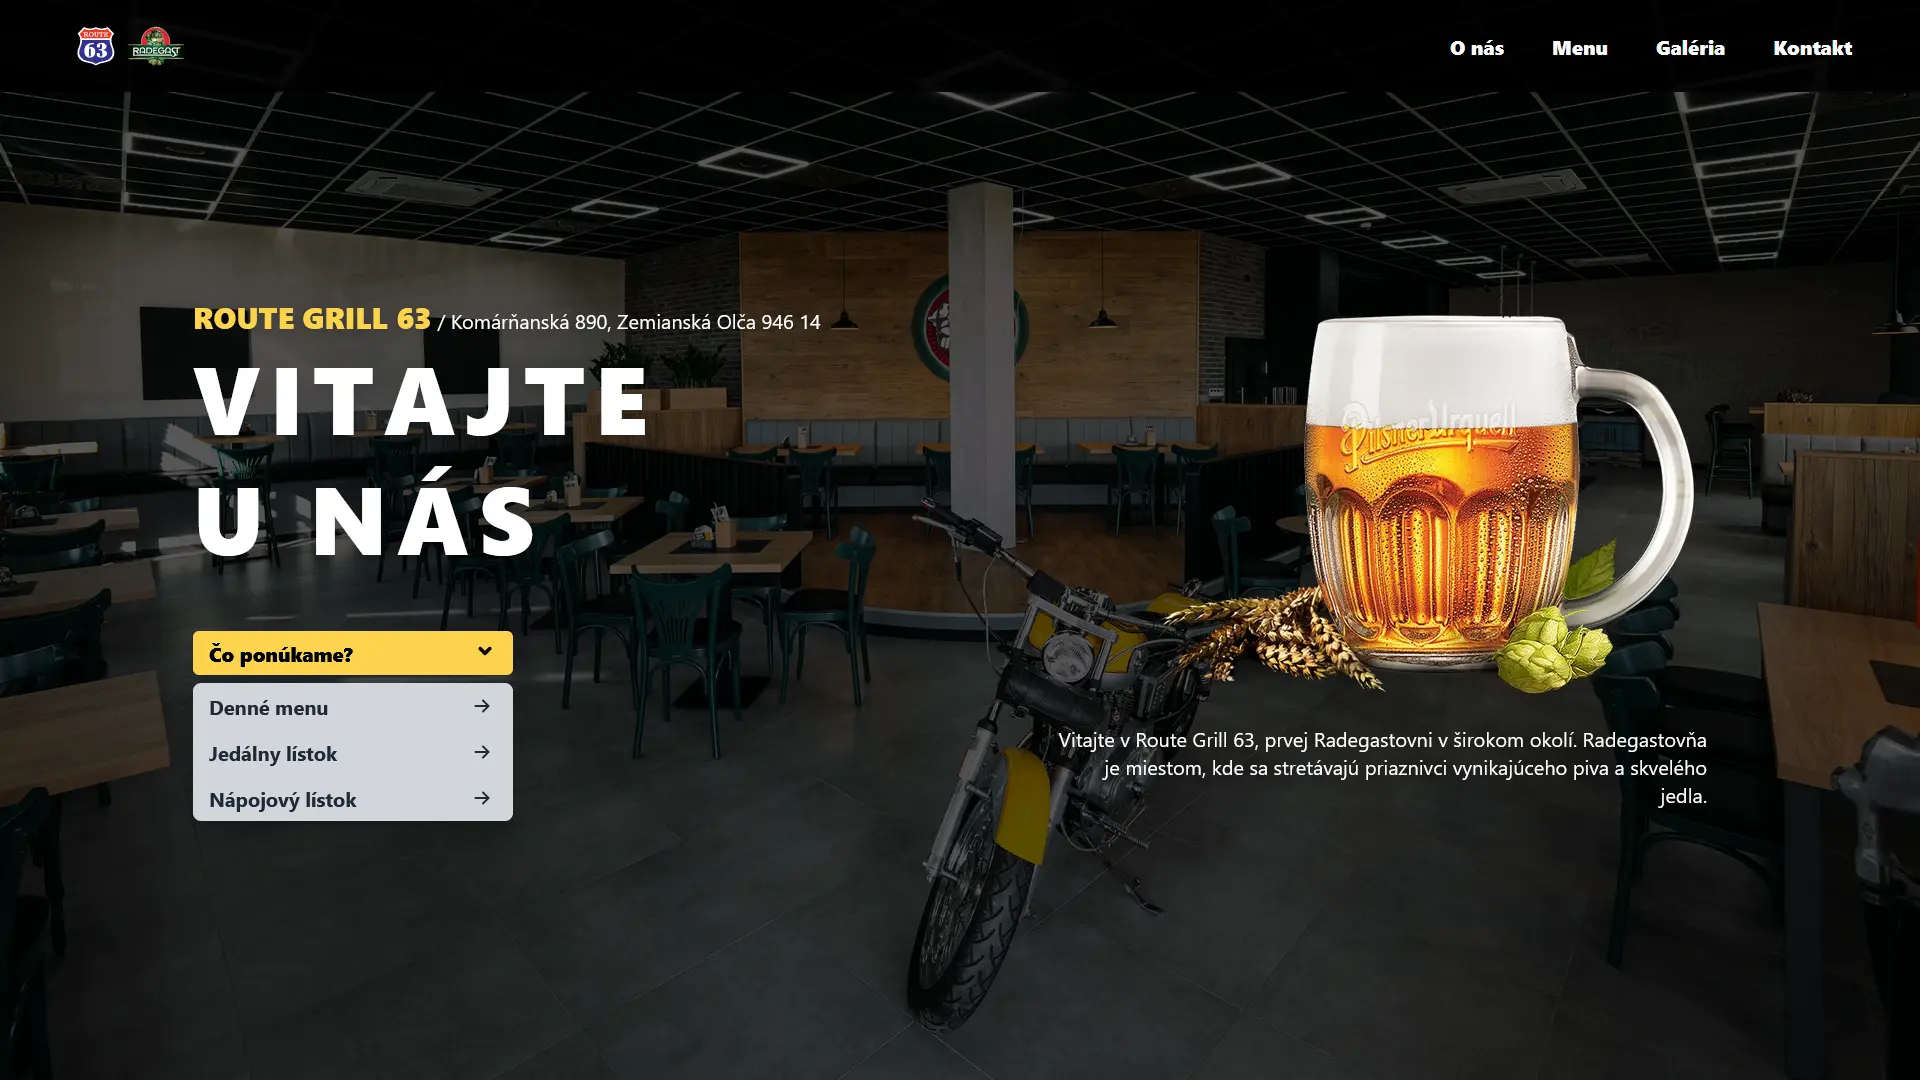 ROUTE
63
RADEGAST
O nás
Menu
Galéria
Kontakt
ROUTE GRILL 63 / Komárňanská 890, Zemianská Olča 946 14
VITAJTE
U NÁS
Pilsner Urquell
Čo ponúkame?
Denné menu
Jedálny lístok
Nápojový lístok
Vitajte v Route Grill 63, prvej Radegastovni v širokom okolí. Radegastovňa
je miestom, kde sa stretávajú priaznivci vynikajúceho piva a skvelého
jedla.